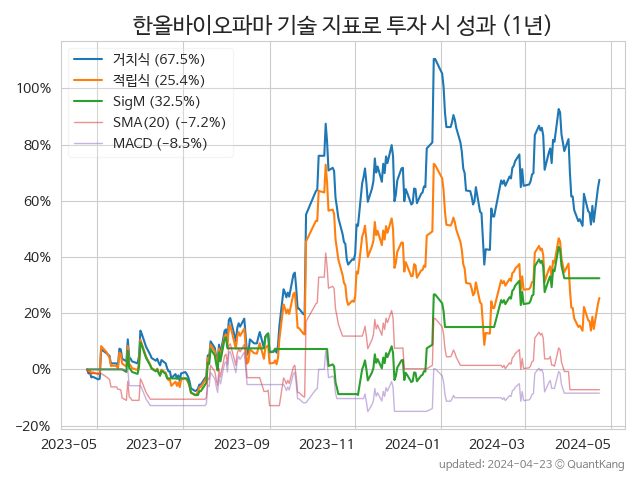 한올바이오파마 기술 지표로 투자 시 성과 (1년)
거치식 (67.5%)
적립식 (25.4%)
SigM (32.5%)
SMA(20) (−7.2%)
MACD (−8.5%)
100%
80%
60%
40%
20%
0%
−20%
2023−05 2023−07 2023−09 2023−11 2024−01 2024−03 2024−05
updated: 2024−04−23 ⓒ QuantKang